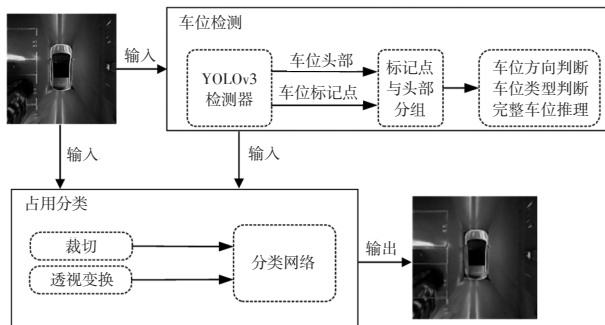 车位检测
输入
YOLOv3
检测器
车位头部
车位标记点
标记点
与头部
分组
车位方向判断
车位类型判断
完整车位推理
输入
输入
占用分类
裁切
透视变换
分类网络
输出